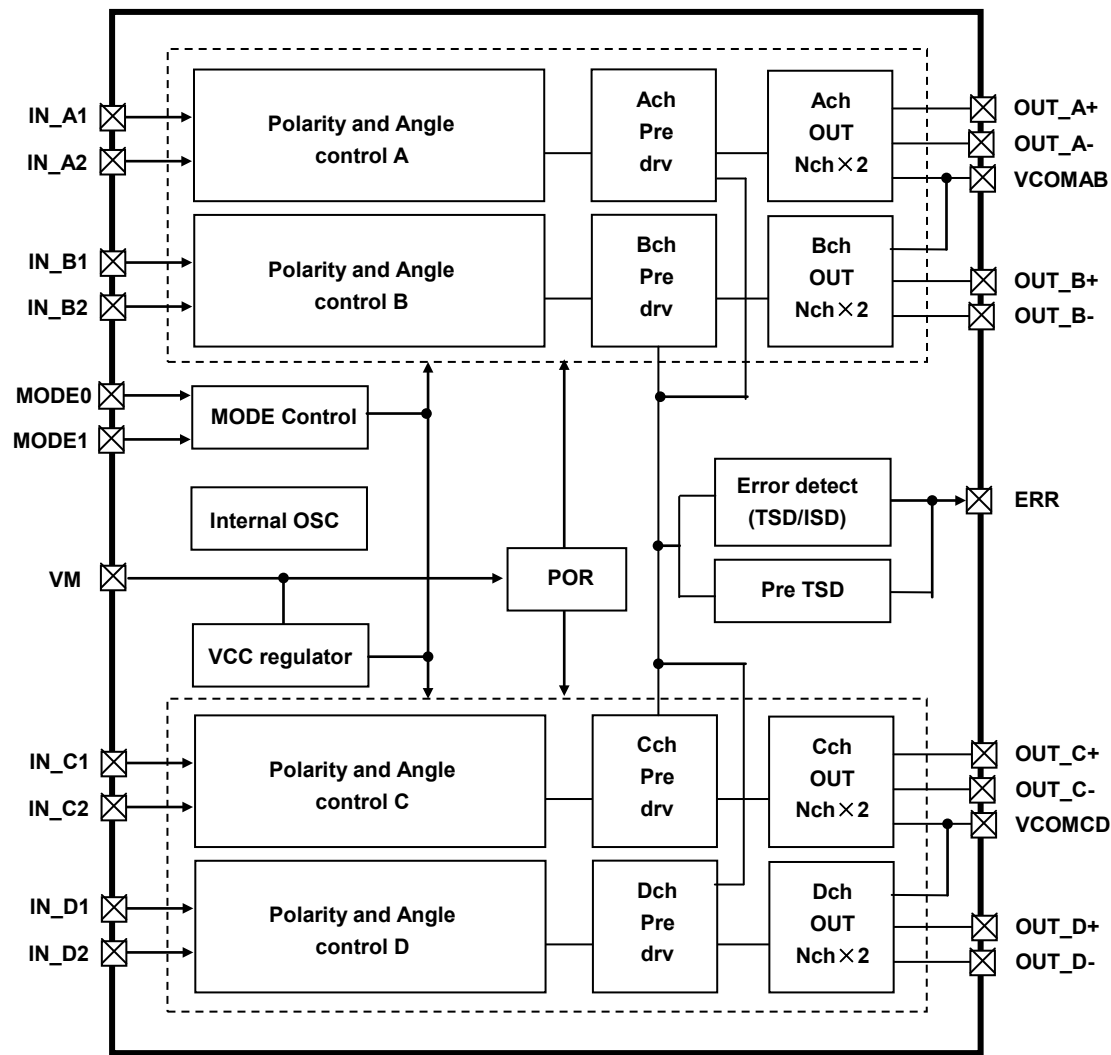 IN_A1
IN_A2
Polarity and Angle
control A
Ach
Pre
drv
Ach
OUT
Nch×2
OUT_A+
OUT_A-
VCOMAB
IN_B1
IN_B2
Polarity and Angle
control B
Bch
Pre
drv
Bch
OUT
Nch×2
OUT_B+
OUT_B-
MODE0
MODE1
MODE Control
Internal OSC
VM
VCC regulator
POR
Error detect
(TSD/ISD)
Pre TSD
ERR
IN_C1
IN_C2
Polarity and Angle
control C
Cch
Pre
drv
Cch
OUT
Nch×2
OUT_C+
OUT_C-
VCOMCD
IN_D1
IN_D2
Polarity and Angle
control D
Dch
Pre
drv
Dch
OUT
Nch×2
OUT_D+
OUT_D-